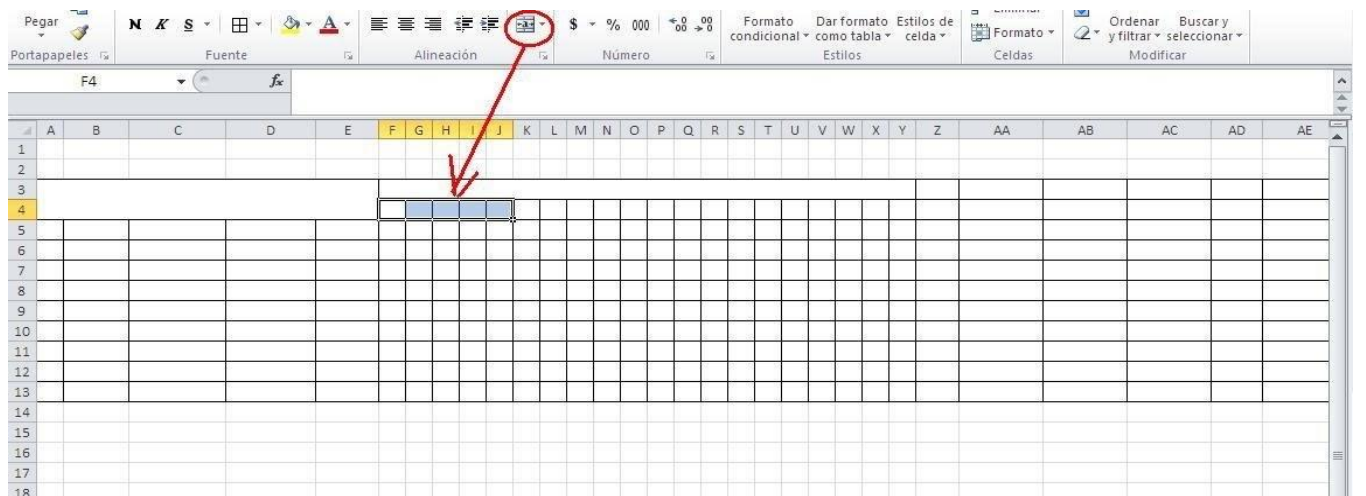 Pegar
N K S
A
$ % 000
Formato condicional
Dar formato como tabla
Estilos de celda
Formato
Ordenar y filtrar
Buscar y seleccionar
Portapapeles
Fuente
Alineación
Número
Estilos
Celdas
Modificar
F4
fx
A B C D E F G H I J K L M N O P Q R S T U V W X Y Z AA AB AC AD AE
1
2
3
4
5
6
7
8
9
10
11
12
13
14
15
16
17
18